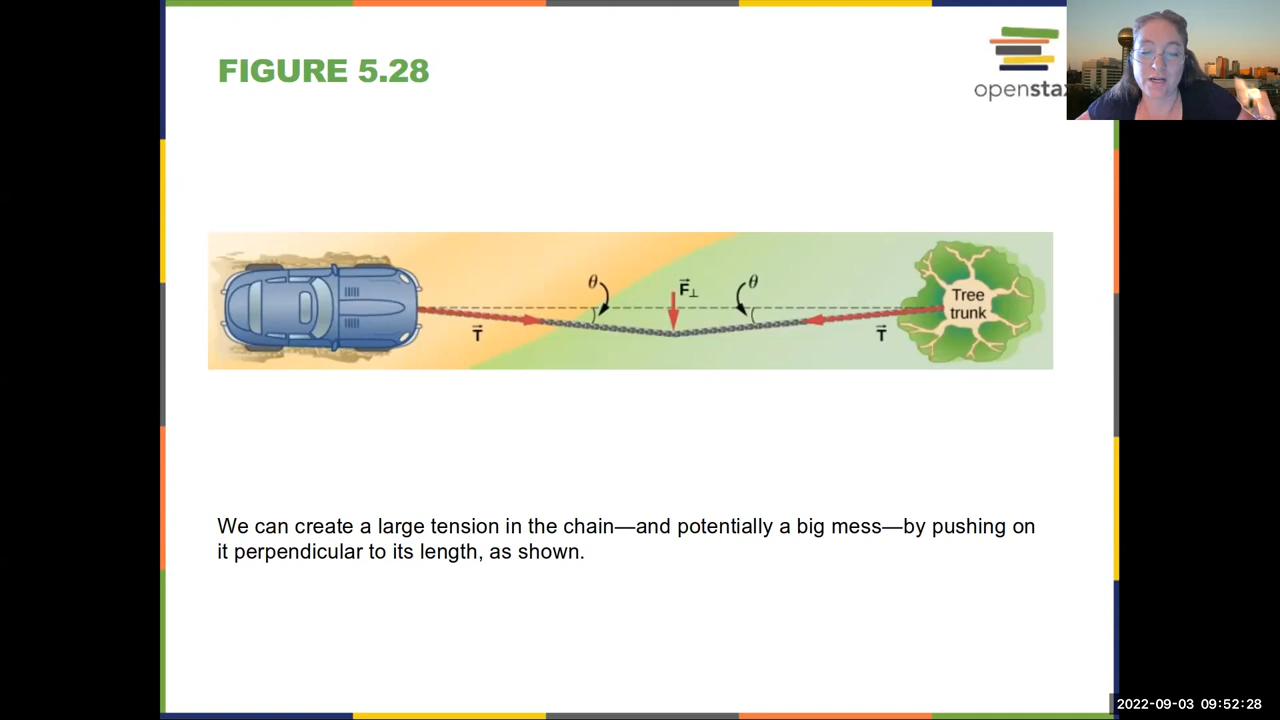 FIGURE 5.28
opensta
θ
F⊥
θ
Tree
trunk
T
T
We can create a large tension in the chain—and potentially a big mess—by pushing on
it perpendicular to its length, as shown.
2022-09-03 09:52:28